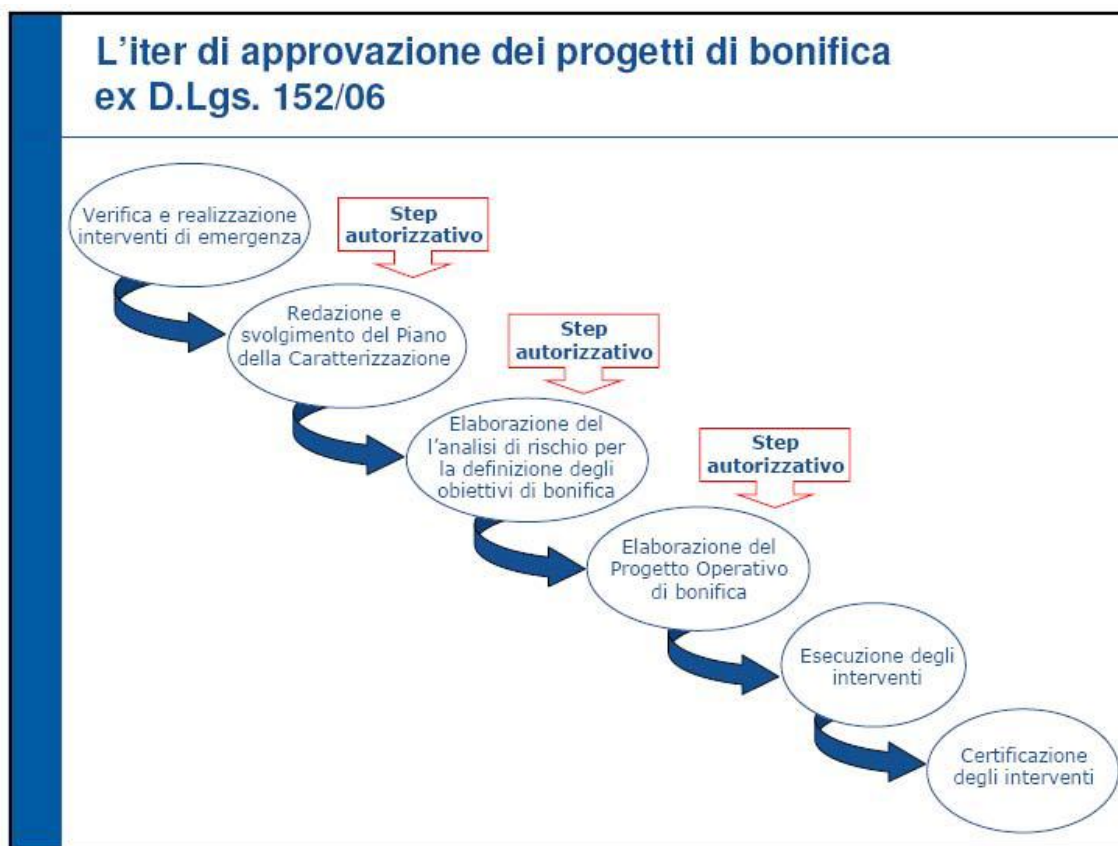 L'iter di approvazione dei progetti di bonifica
ex D.Lgs. 152/06
Verifica e realizzazione
interventi di emergenza
Step
autorizzativo
Redazione e
svolgimento del Piano
della Caratterizzazione
Step
autorizzativo
Elaborazione del
l'analisi di rischio per
la definizione degli
obiettivi di bonifica
Step
autorizzativo
Elaborazione del
Progetto Operativo
di bonifica
Esecuzione degli
interventi
Certificazione
degli interventi